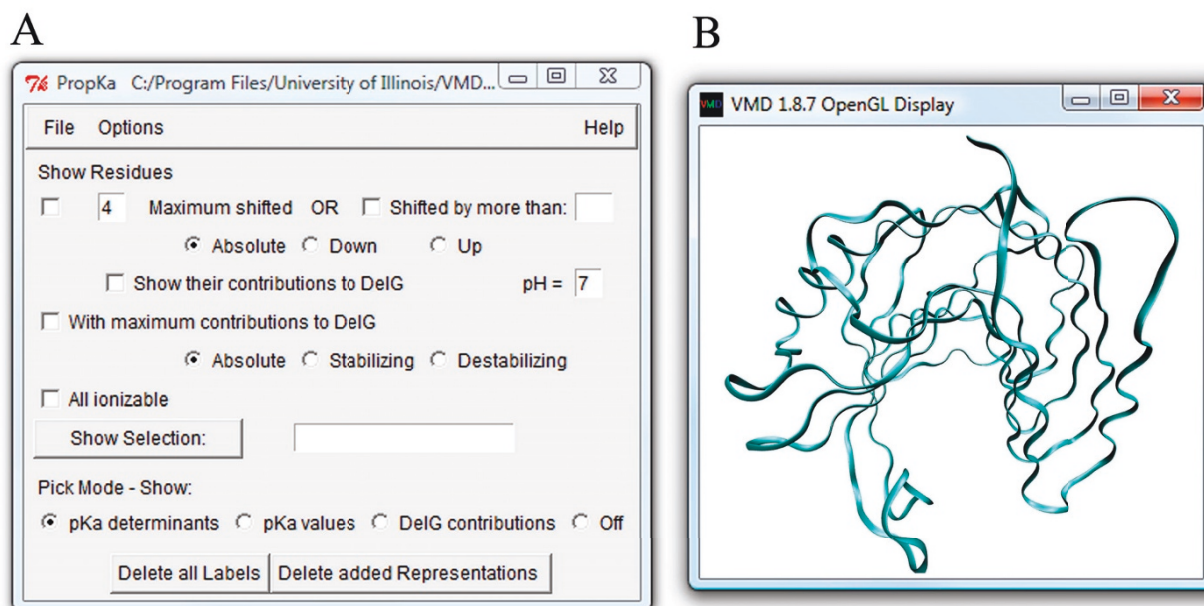 A
B
PropKa C:/Program Files/University of Illinois/VMD...
File Options Help
Show Residues
4 Maximum shifted OR Shifted by more than:
Absolute Down Up
Show their contributions to DelG pH = 7
With maximum contributions to DelG
Absolute Stabilizing Destabilizing
All ionizable
Show Selection:
Pick Mode - Show:
pKa determinants pKa values DelG contributions Off
Delete all Labels Delete added Representations
VMD VMD 1.8.7 OpenGL Display